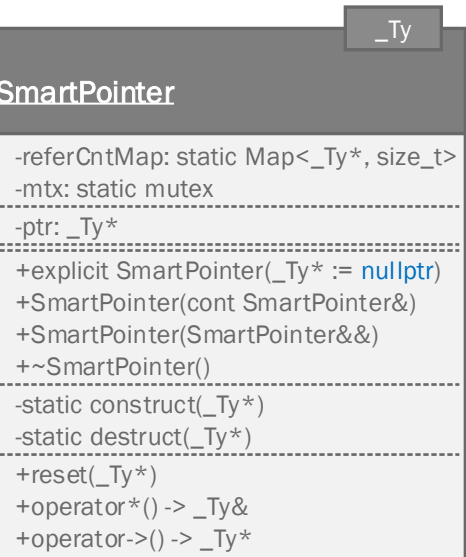 _Ty
SmartPointer
-referCntMap: static Map<_Ty*, size_t>
-mtx: static mutex
-ptr: _Ty*
+explicit SmartPointer(_Ty* := nullptr)
+SmartPointer(cont SmartPointer&)
+SmartPointer(SmartPointer&&)
+~SmartPointer()
-static construct(_Ty*)
-static destruct(_Ty*)
+reset(_Ty*)
+operator*() -> _Ty&
+operator->() -> _Ty*